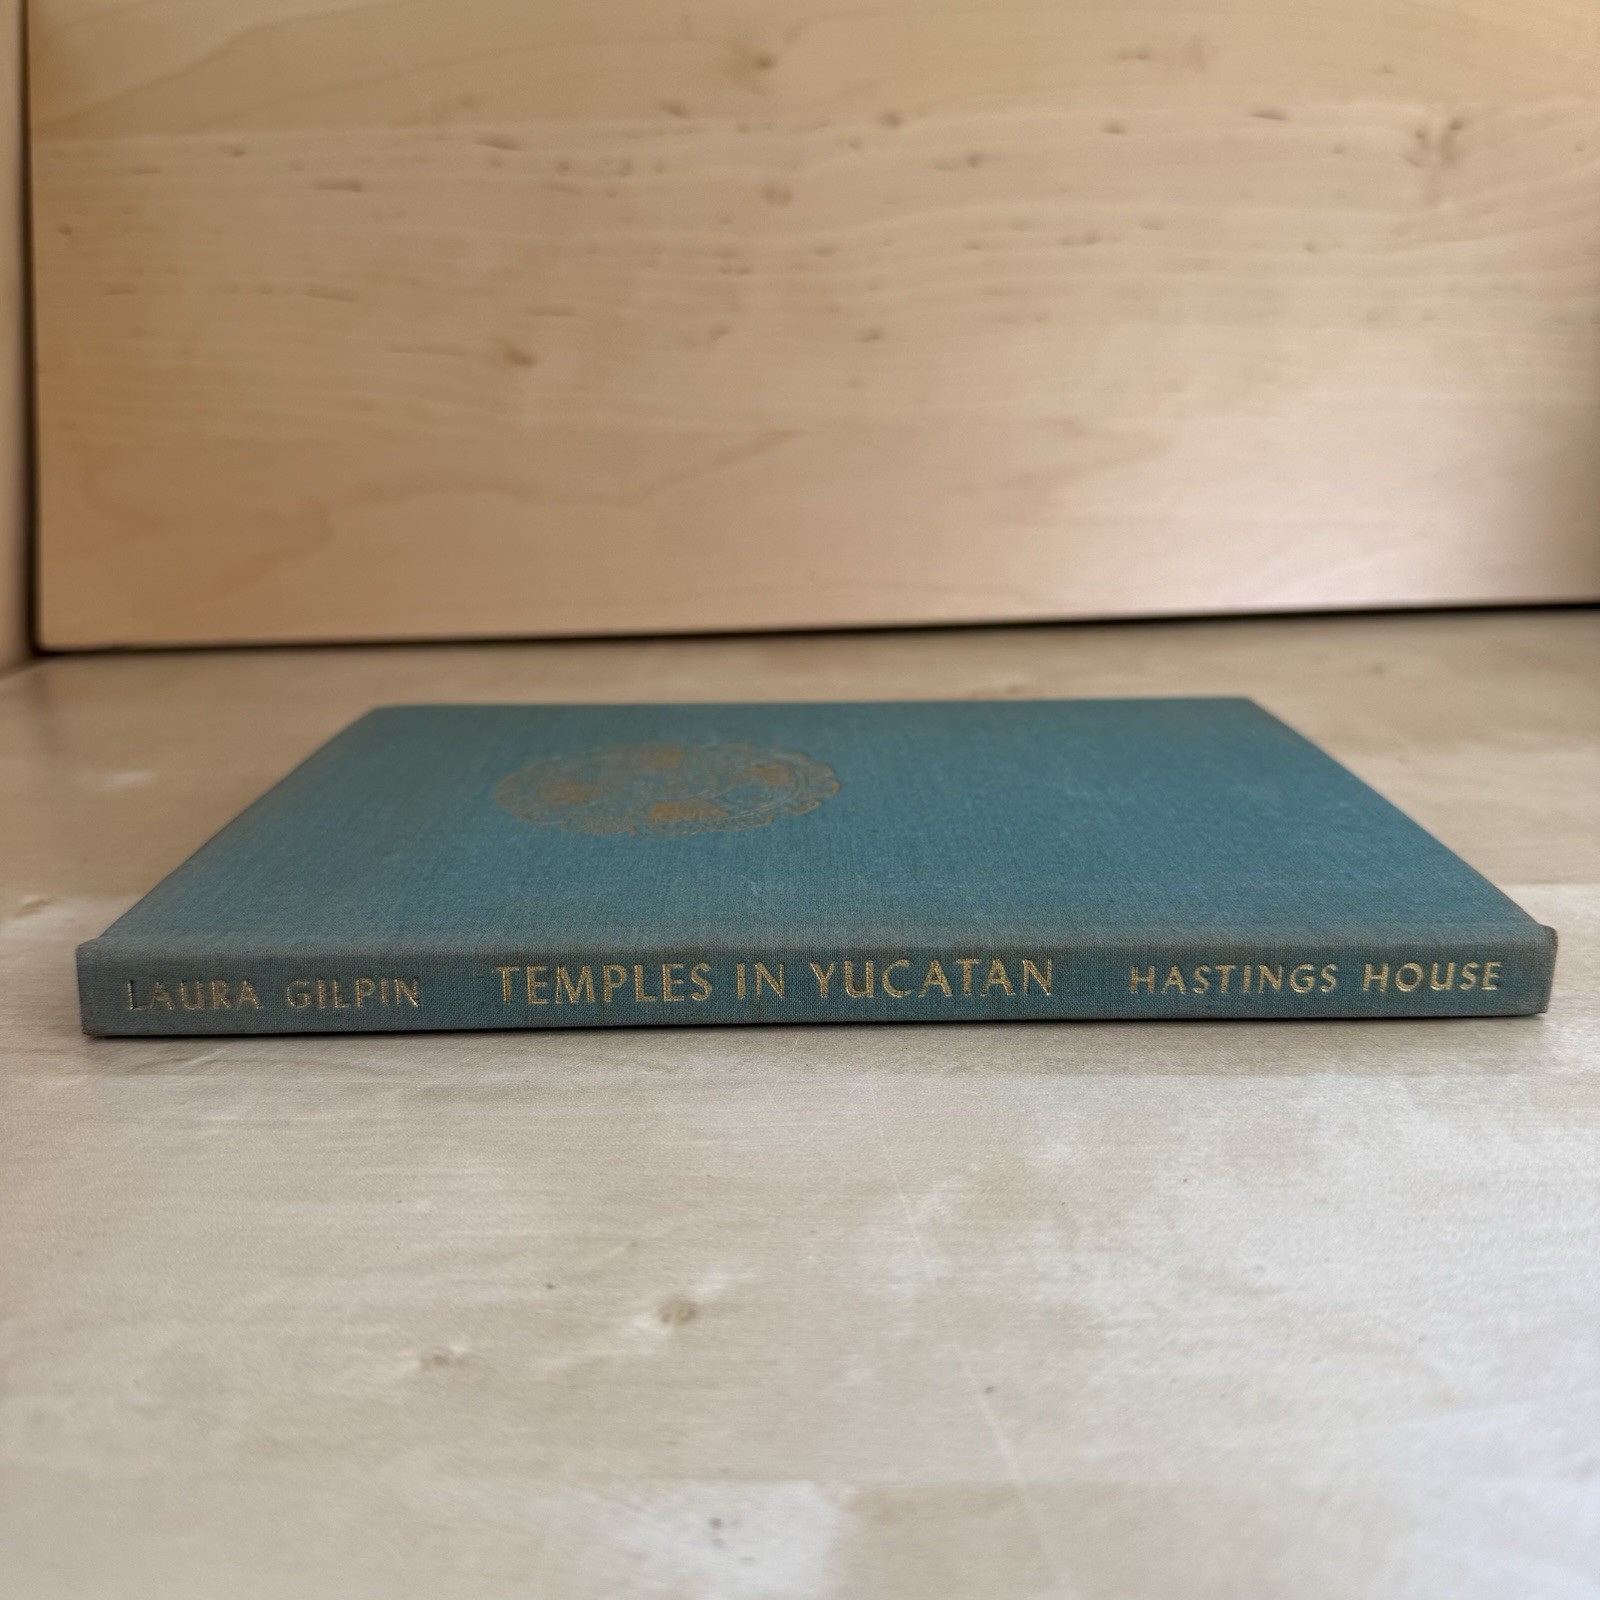 LAURA GILPIN TEMPLES IN YUCATAN HASTINGS HOUSE